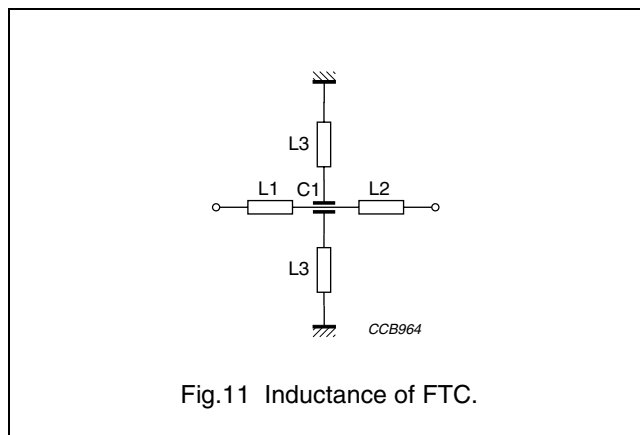 L3
L1 C1 L2
L3
CCB964
Fig.11 Inductance of FTC.